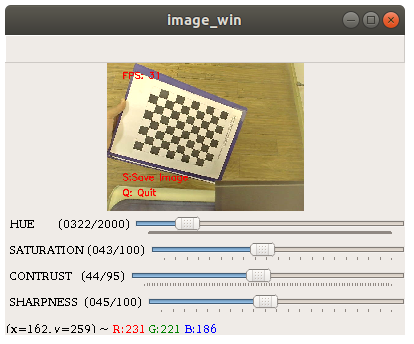 image_win
FPS: 31
S:Save Image
Q: Quit
HUE (0322/2000)
SATURATION (043/100)
CONTRUST (44/95)
SHARPNESS (045/100)
(x=162, y=259) ~ R:231 G:221 B:186